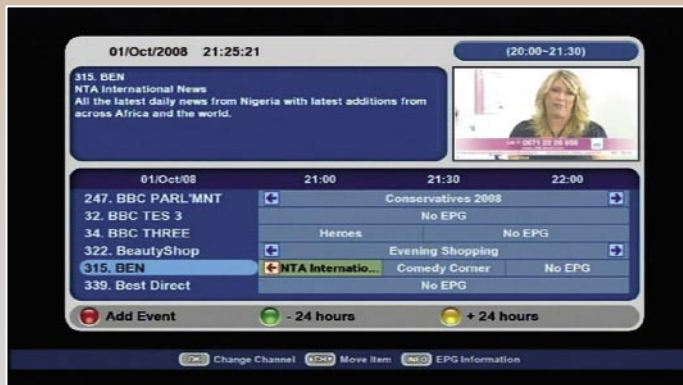 01/Oct/2008 21:25:21
(20:00~21:30)
315. BEN
NTA International News
All the latest daily news from Nigeria with latest additions from
across Africa and the world.
01/Oct/08 21:00 21:30 22:00
247. BBC PARL'MNT Conservatives 2008
32. BBC TES 3 No EPG
34. BBC THREE Heroes No EPG
322. BeautyShop Evening Shopping
315. BEN NTA Internatio... Comedy Corner No EPG
339. Best Direct No EPG
Add Event - 24 hours + 24 hours
Change Channel Move Item INFO EPG Information